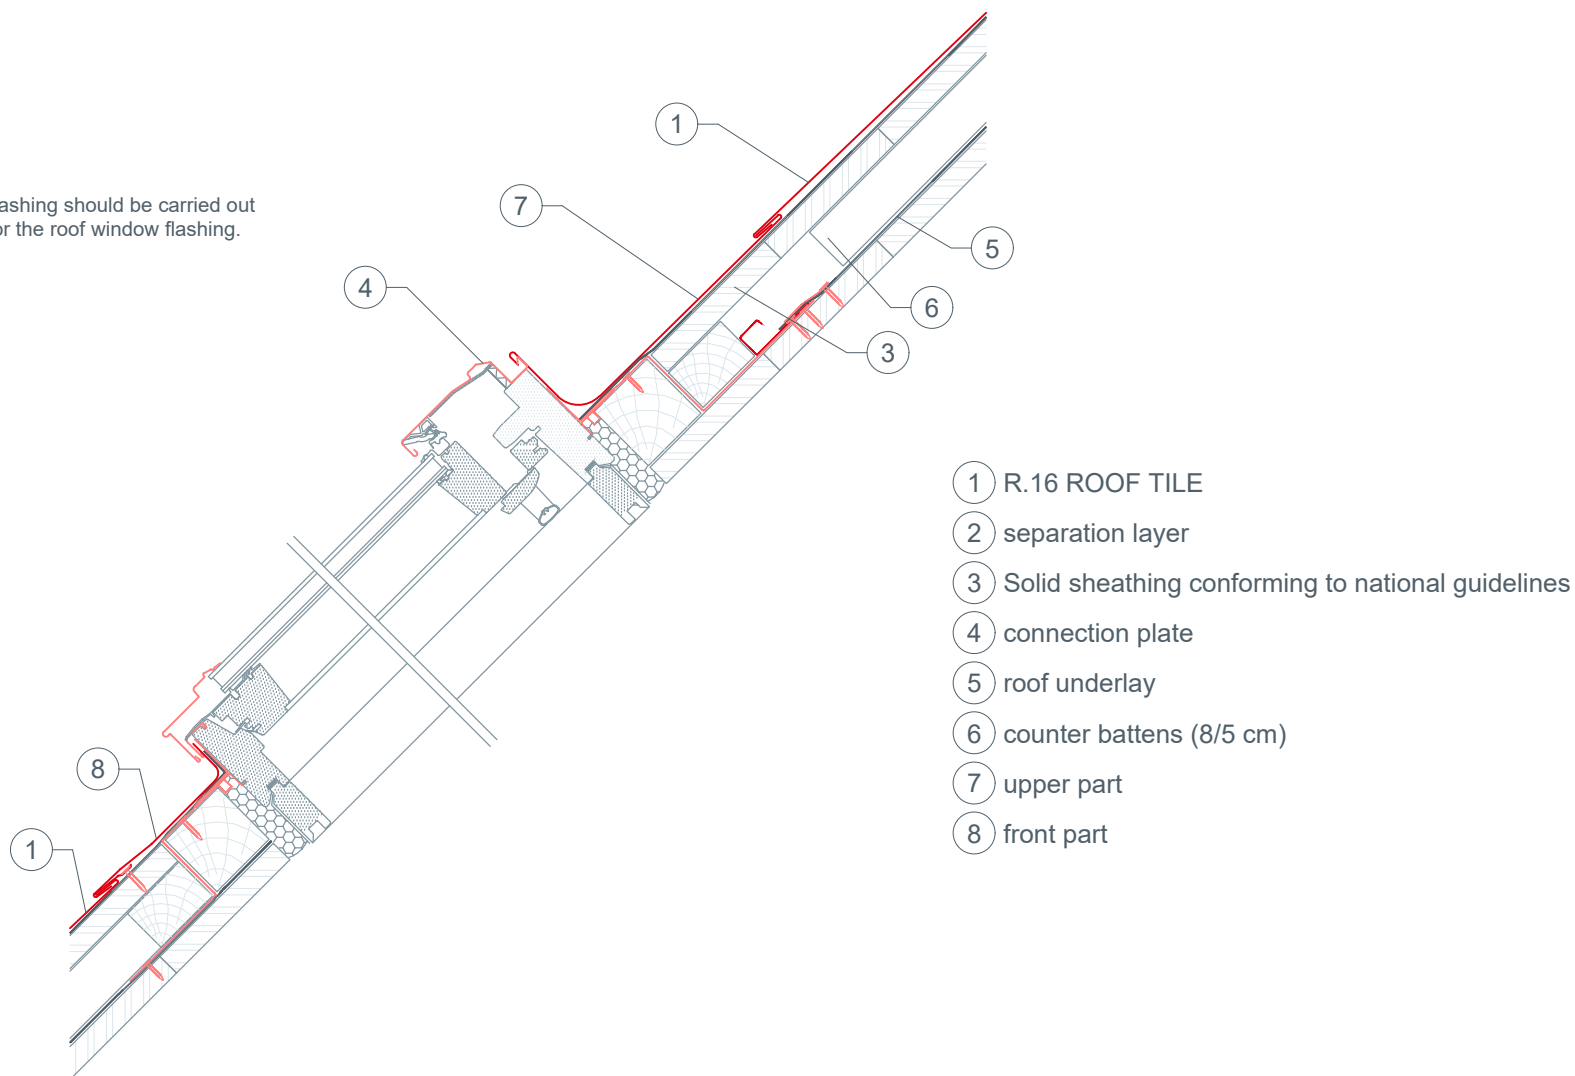 should be carried out
the roof window flashing.
1
7
4
5
6
3
8
1
1 R.16 ROOF TILE
2 separation layer
3 Solid sheathing conforming to national guidelines
4 connection plate
5 roof underlay
6 counter battens (8/5 cm)
7 upper part
8 front part